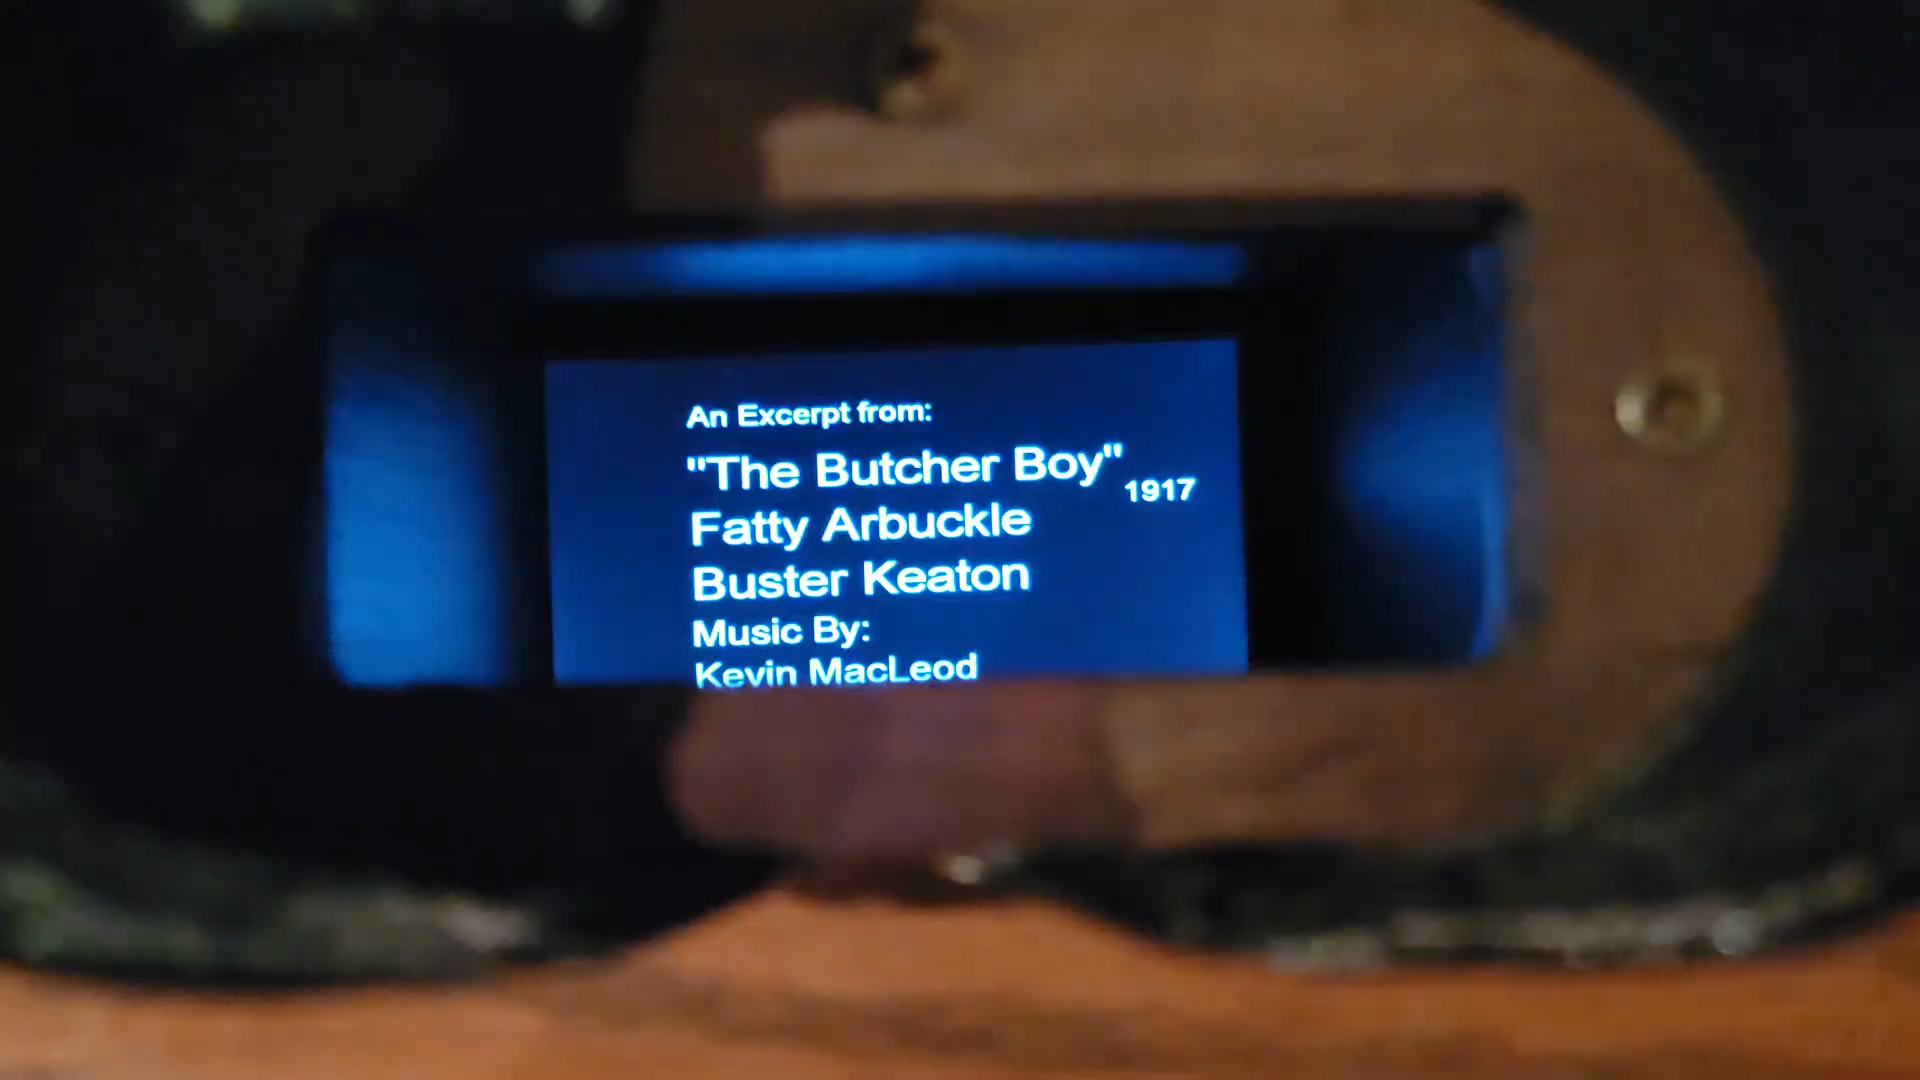 An Excerpt from:
"The Butcher Boy" 1917
Fatty Arbuckle
Buster Keaton
Music By:
Kevin MacLeod